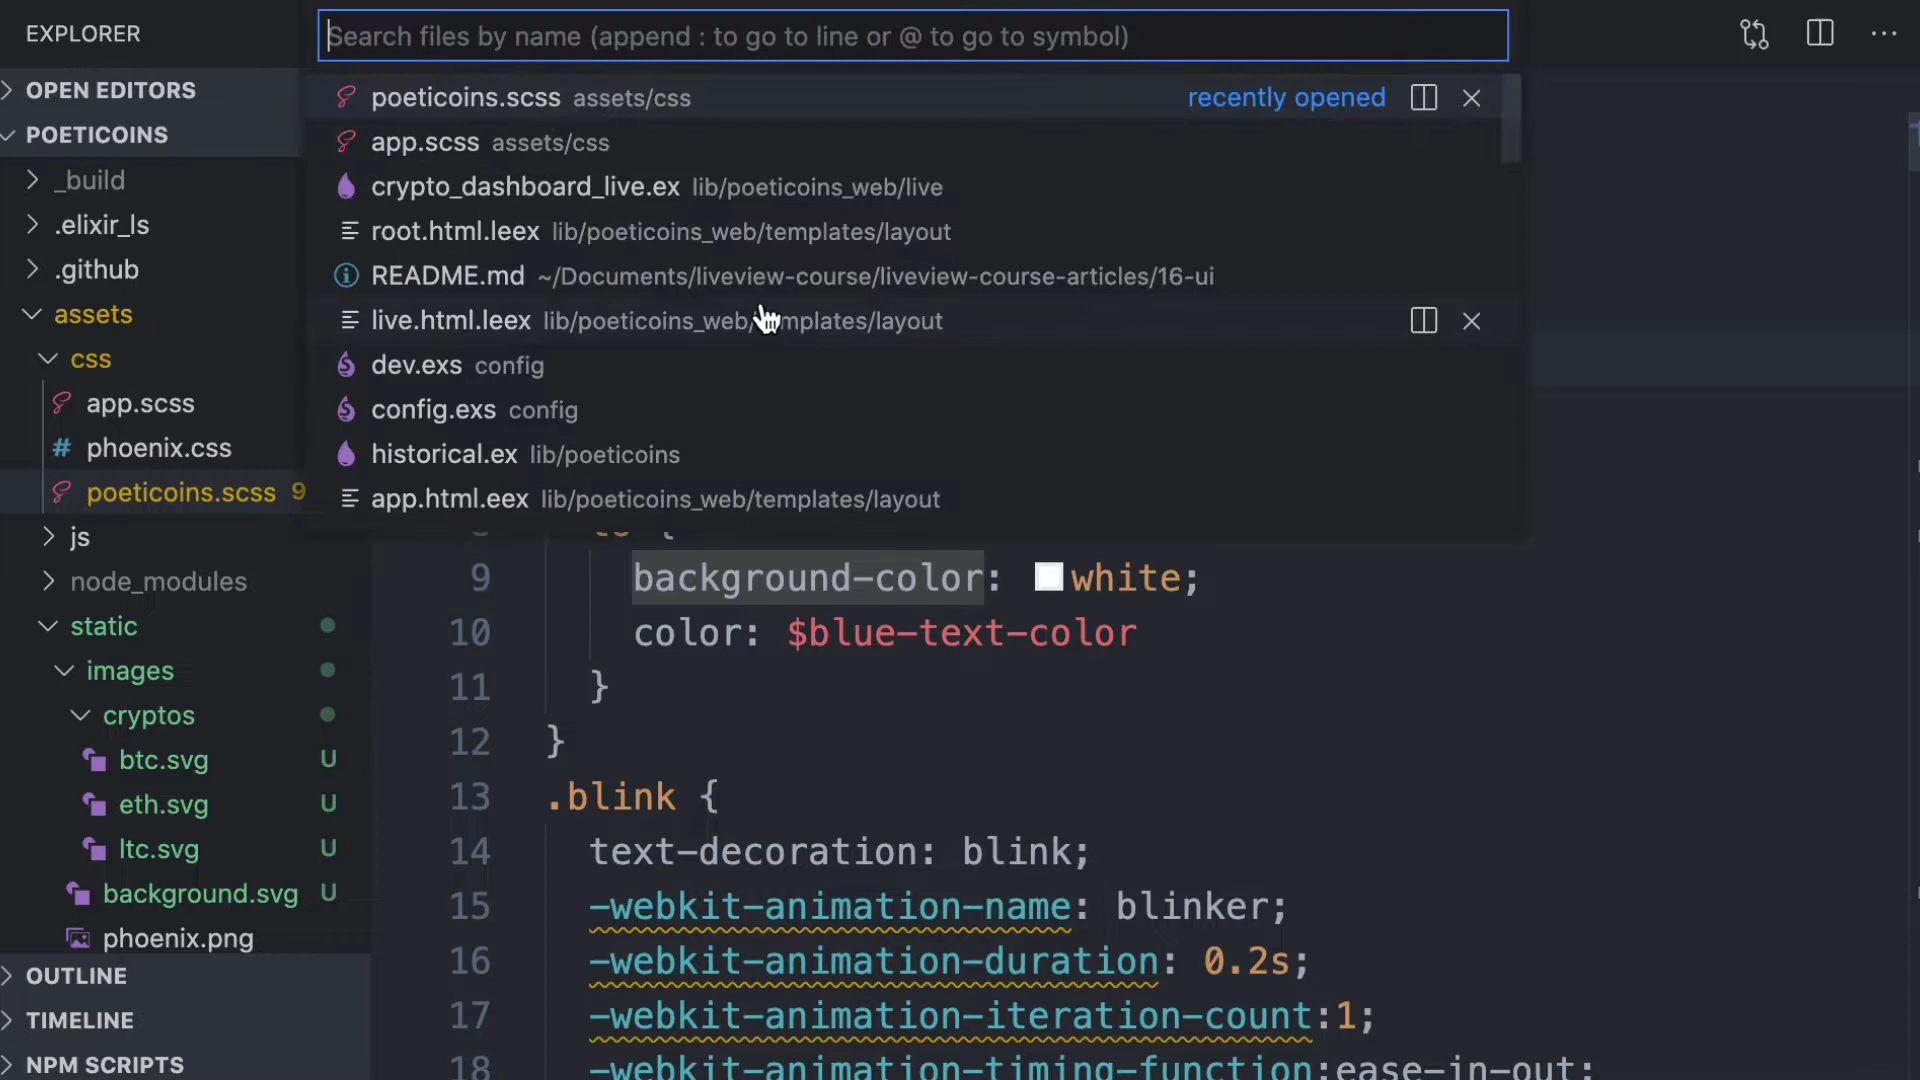 EXPLORER
Search files by name (append : to go to line or @ to go to symbol)
OPEN EDITORS
POETICOINS
_build
.elixir_ls
.github
assets
css
app.scss
phoenix.css
poeticoins.scss 9
js
node_modules
static
images
cryptos
btc.svg U
eth.svg U
ltc.svg U
background.svg U
phoenix.png
OUTLINE
TIMELINE
NPM SCRIPTS
poeticoins.scss assets/css recently opened
app.scss assets/css
crypto_dashboard_live.ex lib/poeticoins_web/live
root.html.leex lib/poeticoins_web/templates/layout
README.md ~/Documents/liveview-course/liveview-course-articles/16-ui
live.html.leex lib/poeticoins_web/templates/layout
dev.exs config
config.exs config
historical.ex lib/poeticoins
app.html.eex lib/poeticoins_web/templates/layout
8 to {
9 background-color: white;
10 color: $blue-text-color
11 }
12 }
13 .blink {
14 text-decoration: blink;
15 -webkit-animation-name: blinker;
16 -webkit-animation-duration: 0.2s;
17 -webkit-animation-iteration-count:1;
18 -webkit-animation-timing-function:ease-in-out;